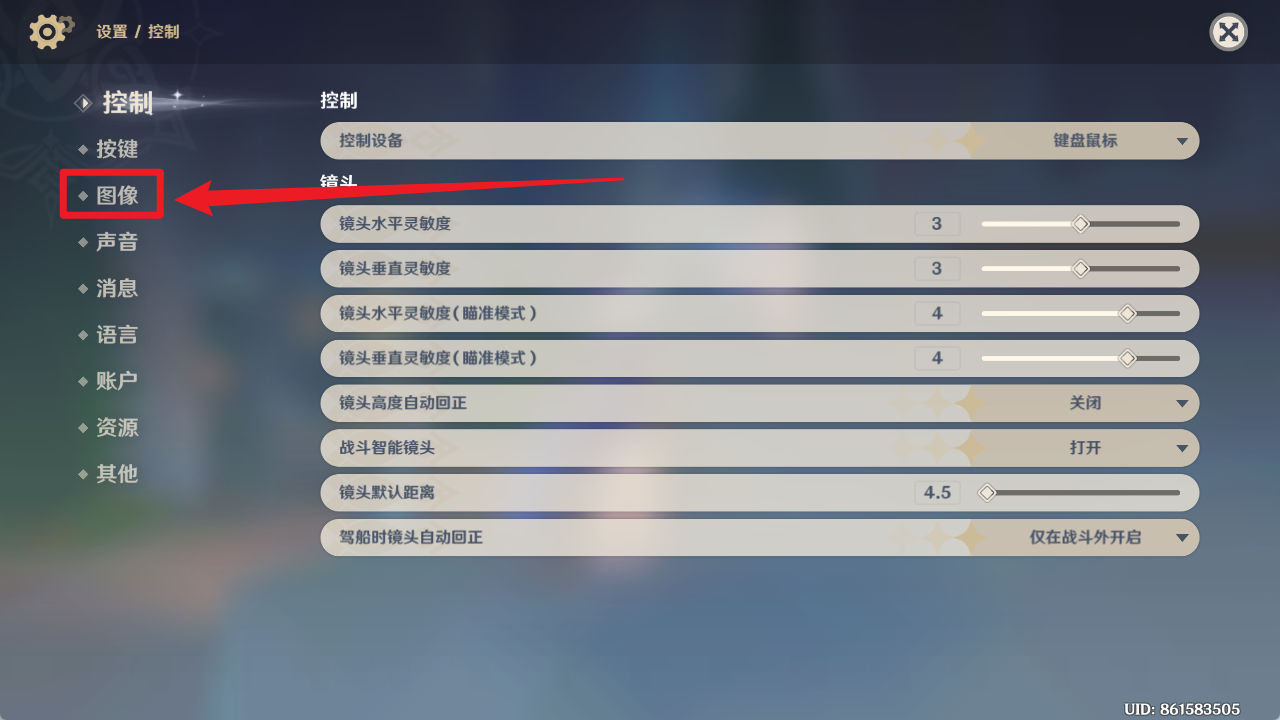 设置 / 控制
控制
按键
图像
声音
消息
语言
账户
资源
其他
控制
控制设备 键盘鼠标
镜头
镜头水平灵敏度 3
镜头垂直灵敏度 3
镜头水平灵敏度(瞄准模式) 4
镜头垂直灵敏度(瞄准模式) 4
镜头高度自动回正 关闭
战斗智能镜头 打开
镜头默认距离 4.5
驾船时镜头自动回正 仅在战斗外开启
UID: 861583505